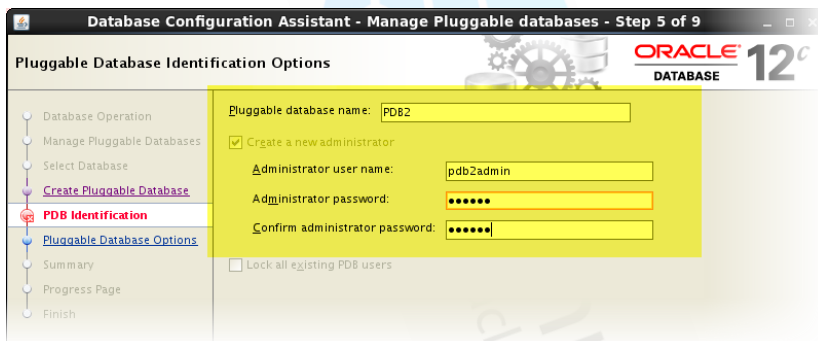 Database Configuration Assistant - Manage Pluggable databases - Step 5 of 9
Pluggable Database Identification Options
ORACLE
DATABASE
12c
Database Operation
Manage Pluggable Databases
Select Database
Create Pluggable Database
PDB Identification
Pluggable Database Options
Summary
Progress Page
Finish
Pluggable database name: PDB2
Create a new administrator
Administrator user name: pdb2admin
Administrator password: ••••••
Confirm administrator password: ••••••
Lock all existing PDB users